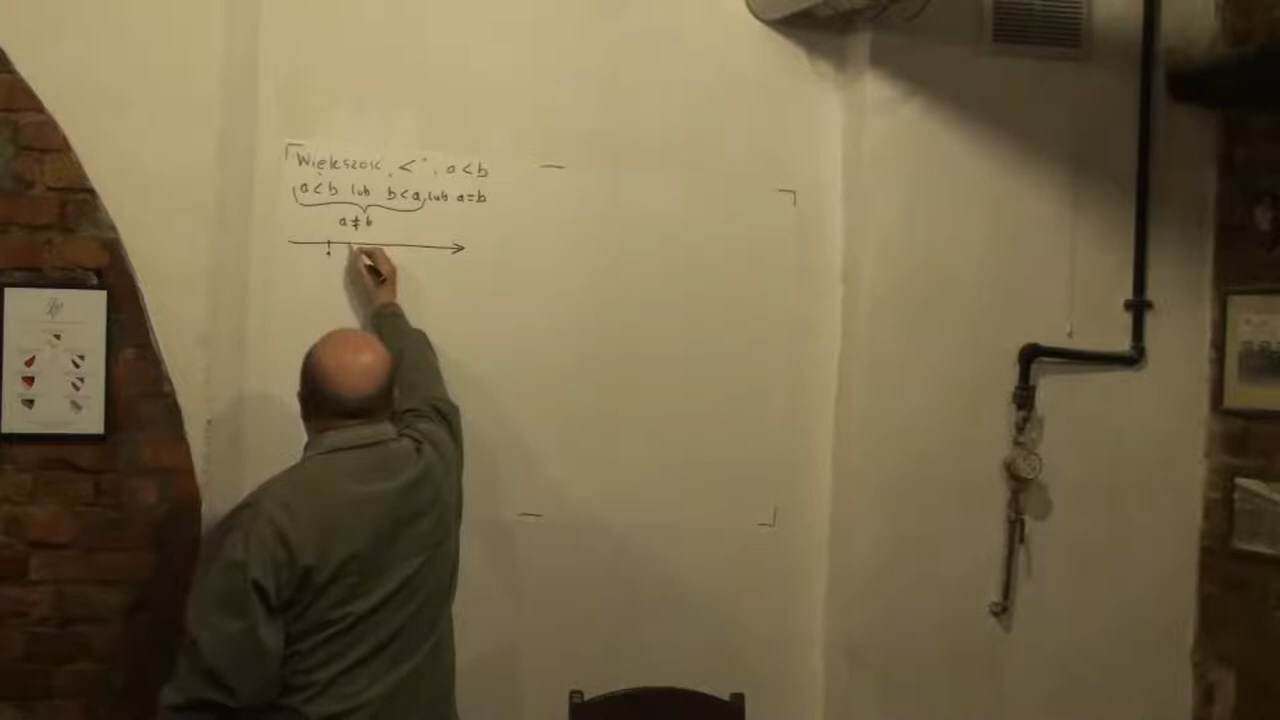 Większość „<", a<b
a<b lub b<a, lub a=b
a≠b